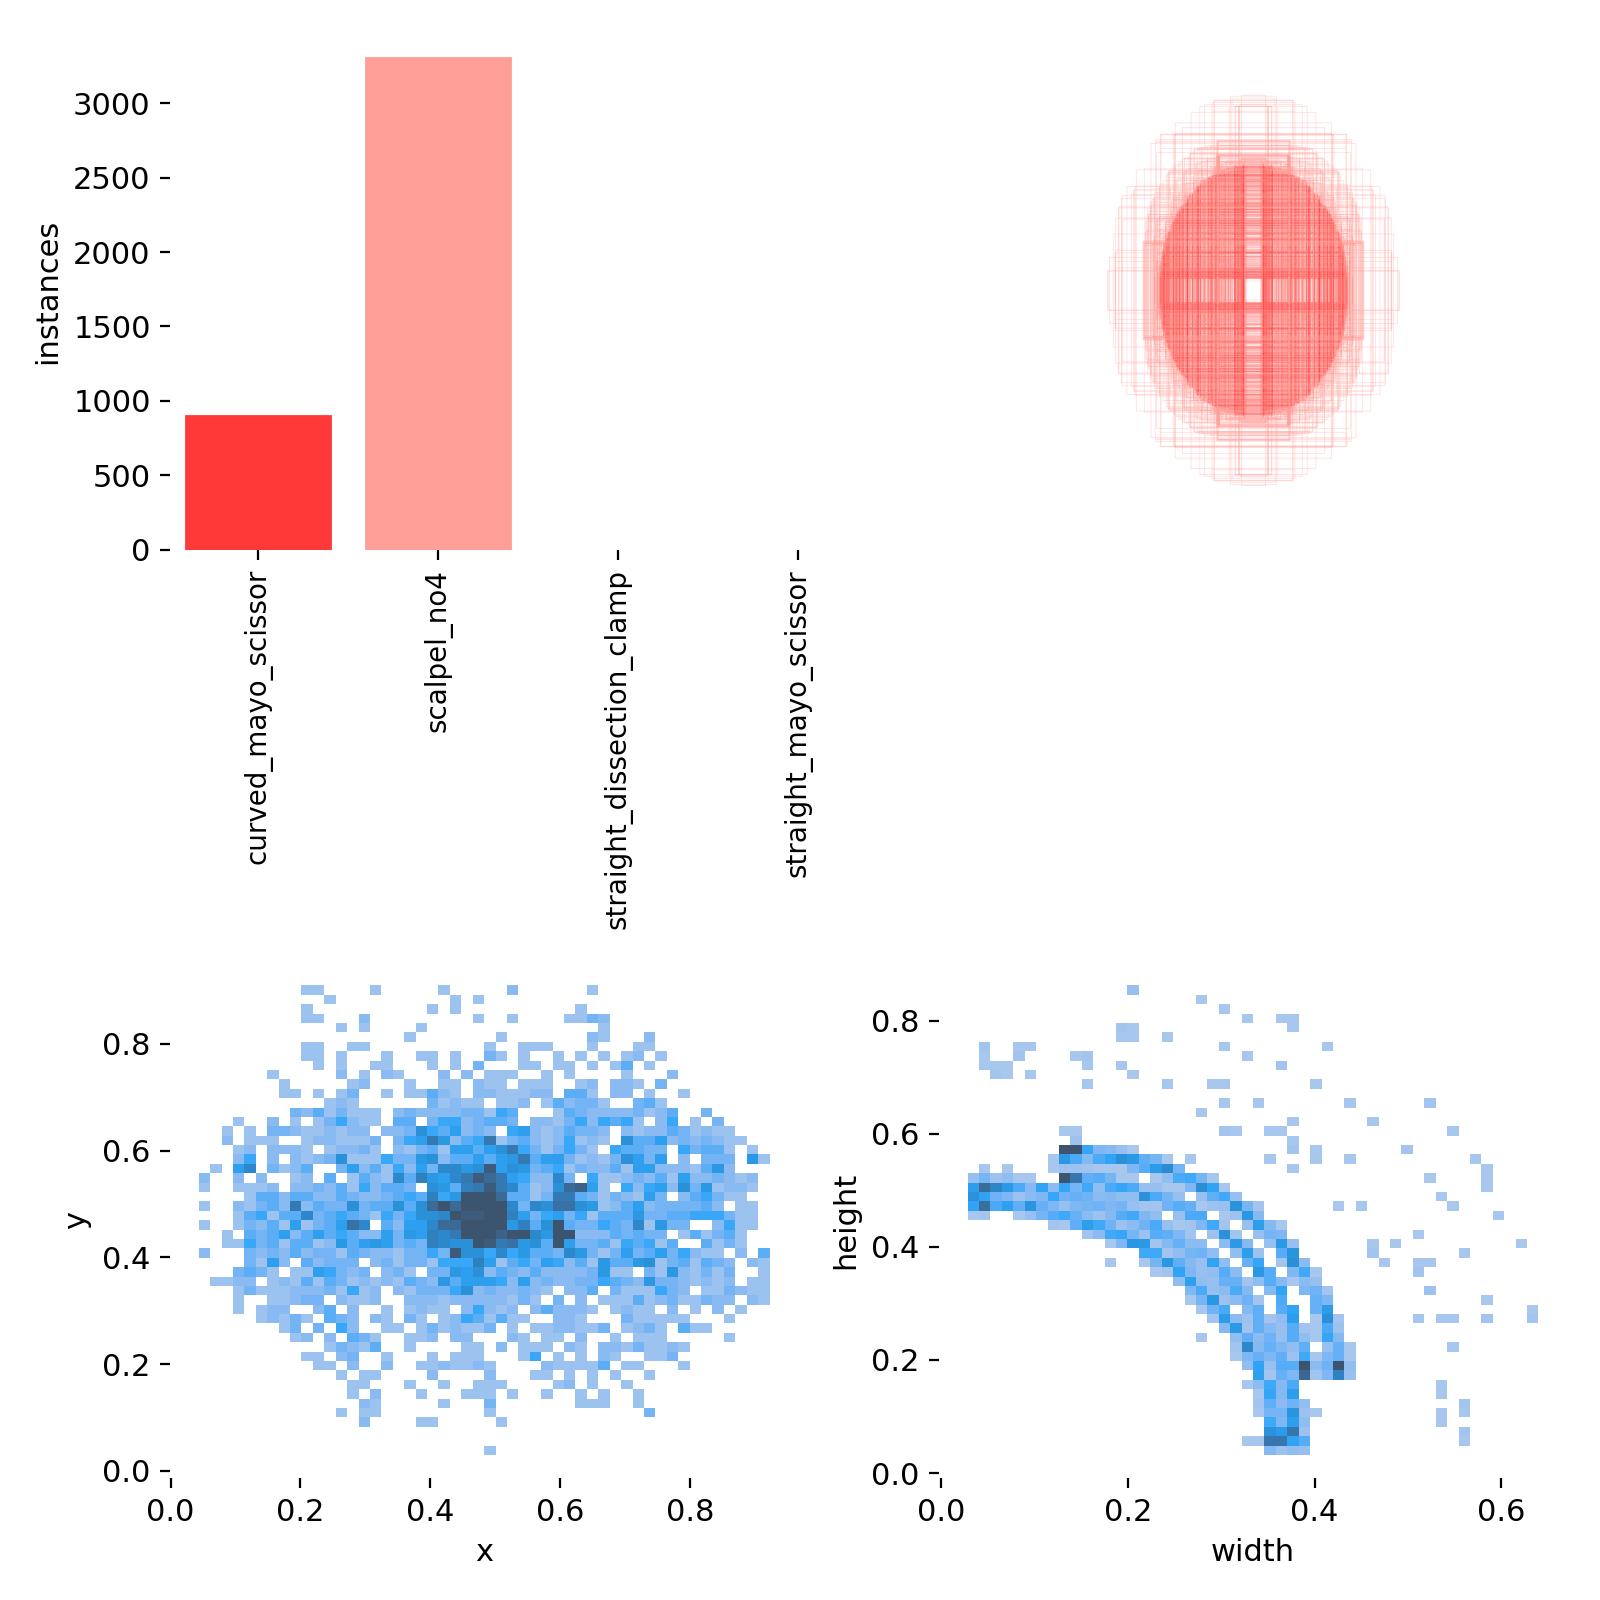 instances
3000
2500
2000
1500
1000
500
0
curved_mayo_scissor
scalpel_no4
straight_dissection_clamp
straight_mayo_scissor
y
0.8
0.6
0.4
0.2
0.0
0.0 0.2 0.4 0.6 0.8
x
height
0.8
0.6
0.4
0.2
0.0
0.0 0.2 0.4 0.6
width